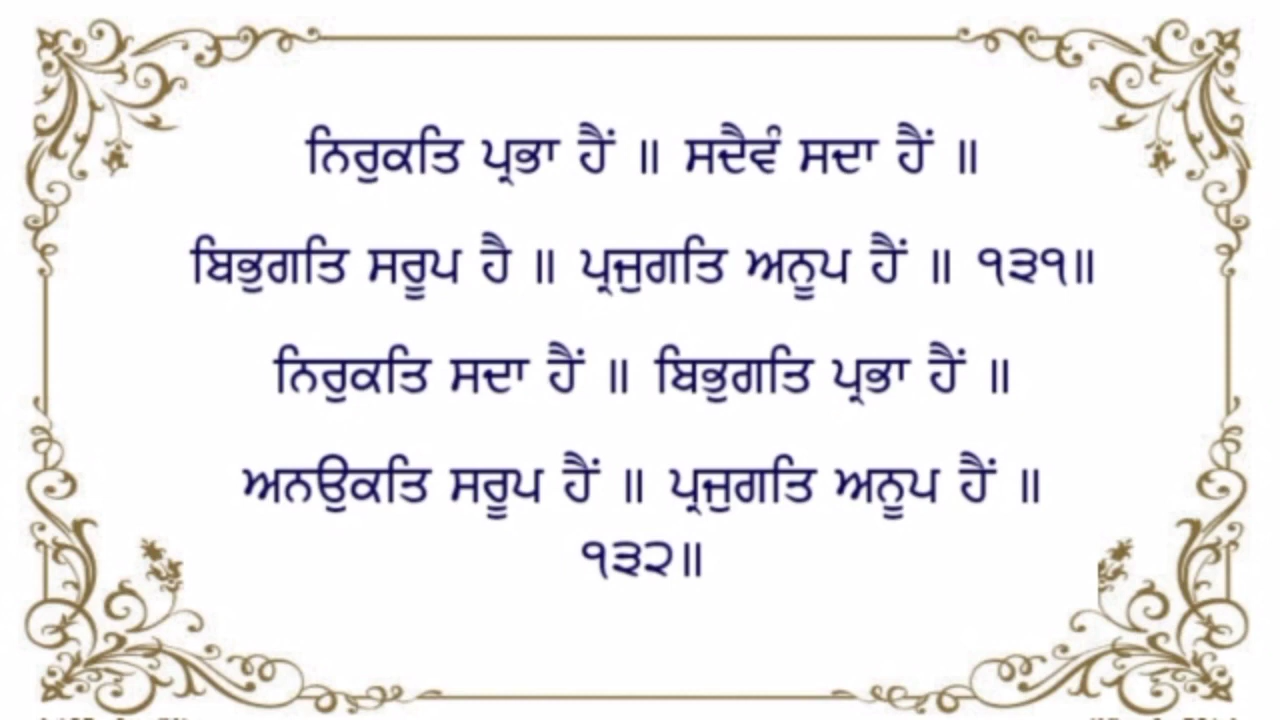 ਨਿਰੁਕਤਿ ਪ੍ਰਭਾ ਹੈਂ ॥ ਸਦੈਵੰ ਸਦਾ ਹੈਂ ॥
ਬਿਭੁਗਤਿ ਸਰੂਪ ਹੈ ॥ ਪ੍ਰਜੁਗਤਿ ਅਨੂਪ ਹੈਂ ॥ ੧੩੧॥
ਨਿਰੁਕਤਿ ਸਦਾ ਹੈਂ ॥ ਬਿਭੁਗਤਿ ਪ੍ਰਭਾ ਹੈਂ ॥
ਅਨਉਕਤਿ ਸਰੂਪ ਹੈਂ ॥ ਪ੍ਰਜੁਗਤਿ ਅਨੂਪ ਹੈਂ ॥
੧੩੨॥